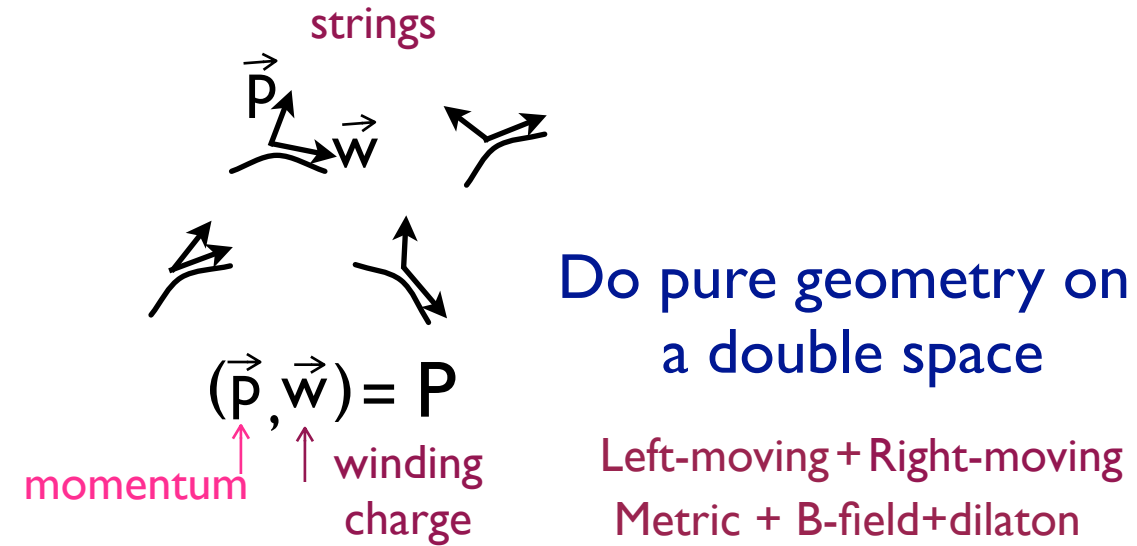 strings
p⃗
w⃗
(p⃗, w⃗) = P
momentum
winding
charge
Do pure geometry on
a double space
Left-moving + Right-moving
Metric + B-field+dilaton